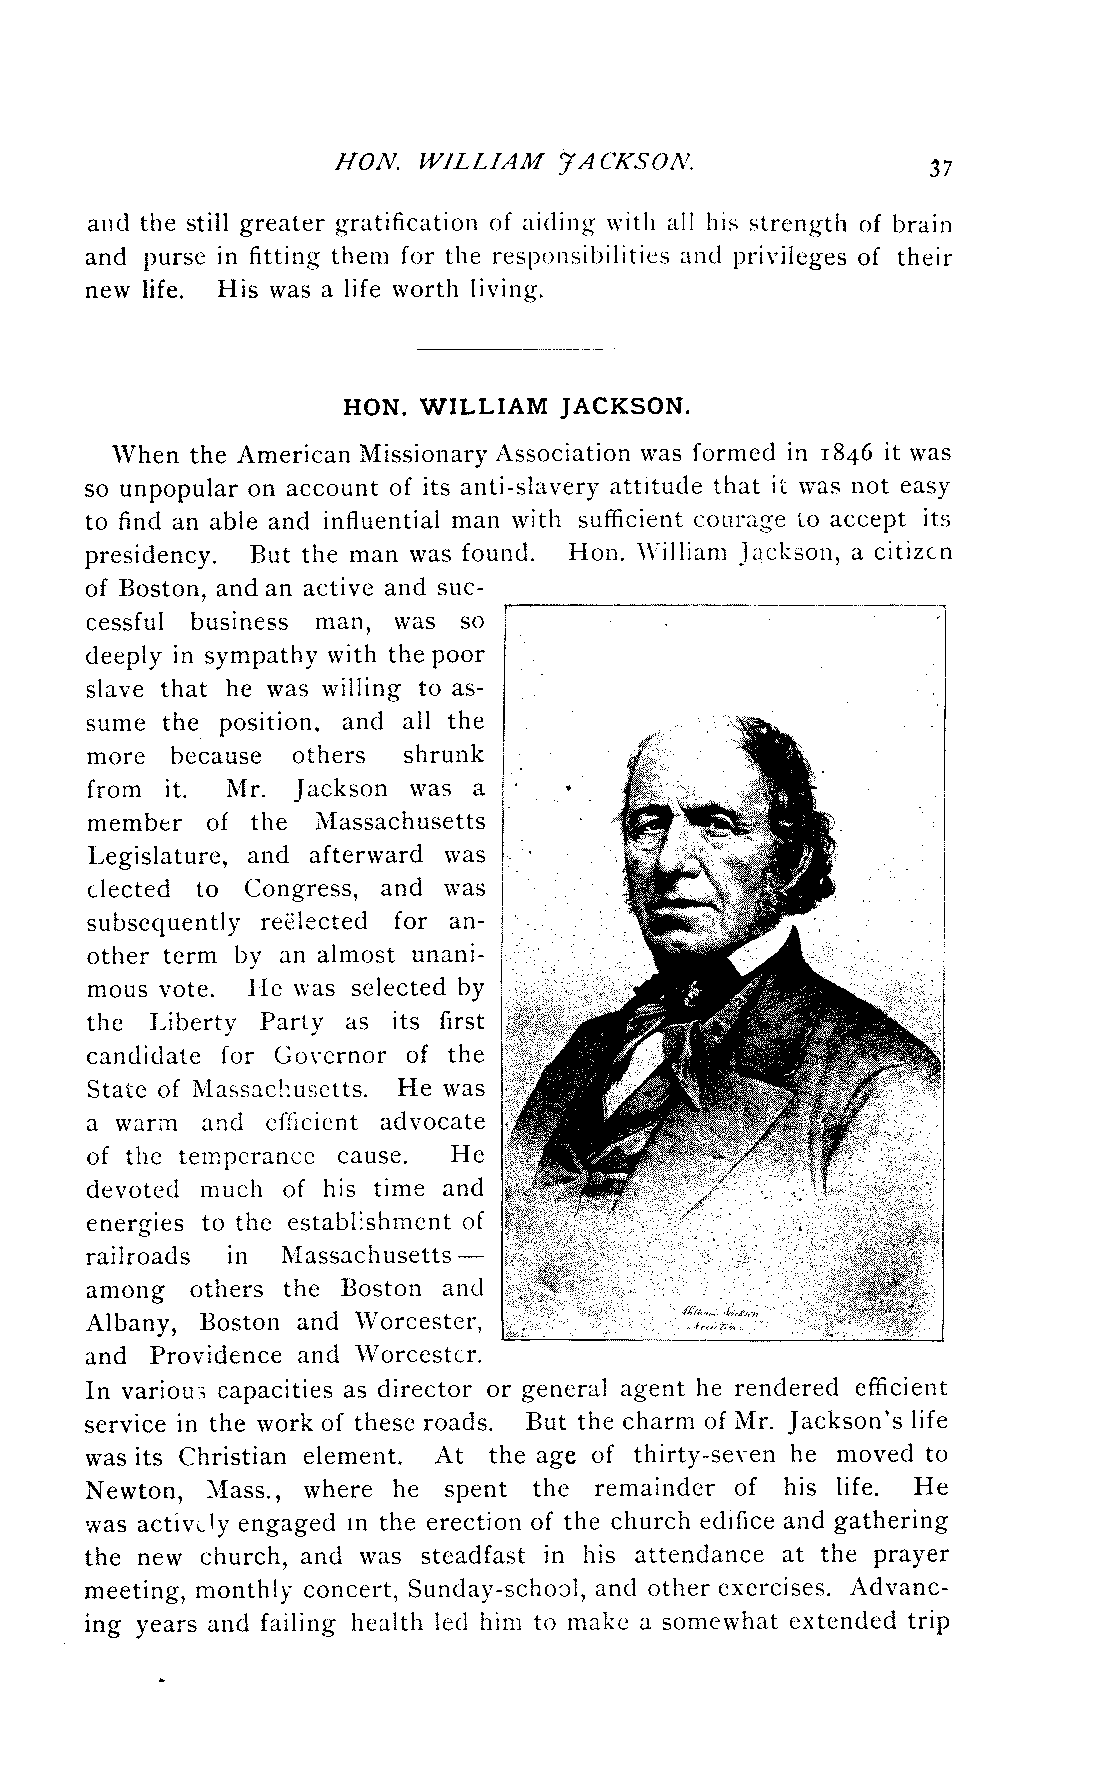 HON. WILLIAM JACKSON. 37
and the still greater gratification of aiding with all his strength of brain
and purse in fitting them for the responsibilities and privileges of their
new life. His was a life worth living.
HON. WILLIAM JACKSON.
When the American Missionary Association was formed in 1846 it was
so unpopular on account of its anti-slavery attitude that it was not easy
to find an able and influential man with sufficient courage to accept its
presidency. But the man was found. Hon. William Jackson, a citizen
of Boston, and an active and suc-
cessful business man, was so
deeply in sympathy with the poor
slave that he was willing to as-
sume the position, and all the
more because others shrunk
from it. Mr. Jackson was a
member of the Massachusetts
Legislature, and afterward was
elected to Congress, and was
subsequently reëlected for an-
other term by an almost unani-
mous vote. He was selected by
the Liberty Party as its first
candidate for Governor of the
State of Massachusetts. He was
a warm and efficient advocate
of the temperance cause. He
devoted much of his time and
energies to the establishment of
railroads in Massachusetts—
among others the Boston and
Albany, Boston and Worcester,
and Providence and Worcester.
William Jackson
Newton
In various capacities as director or general agent he rendered efficient
service in the work of these roads. But the charm of Mr. Jackson's life
was its Christian element. At the age of thirty-seven he moved to
Newton, Mass., where he spent the remainder of his life. He
was actively engaged in the erection of the church edifice and gathering
the new church, and was steadfast in his attendance at the prayer
meeting, monthly concert, Sunday-school, and other exercises. Advanc-
ing years and failing health led him to make a somewhat extended trip